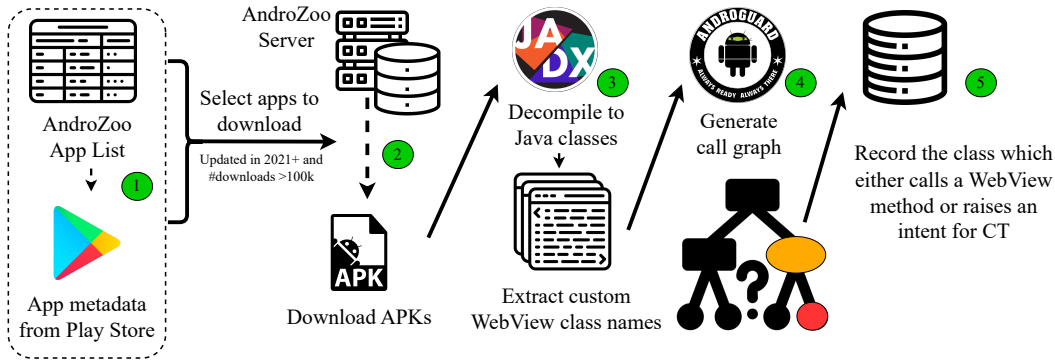 AndroZoo
App List
1
App metadata
from Play Store
Select apps to
download
Updated in 2021+ and
#downloads >100k
AndroZoo
Server
2
APK
Download APKs
JADX
3
Decompile to
Java classes
Extract custom
WebView class names
ANDROGUARD
ALWAYS READY ALWAYS THERE
4
Generate
call graph
?
5
Record the class which
either calls a WebView
method or raises an
intent for CT